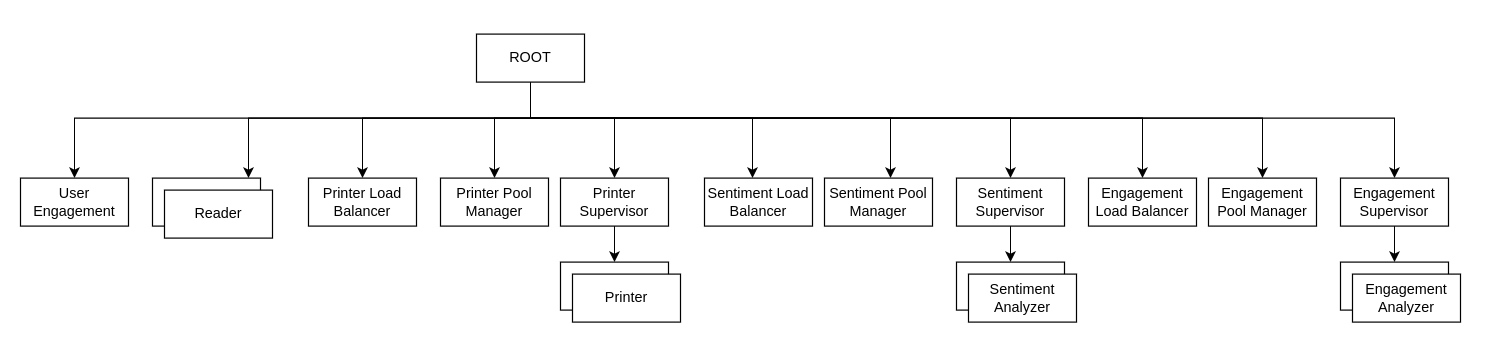 ROOT
User
Engagement
Reader
Printer Load
Balancer
Printer Pool
Manager
Printer
Supervisor
Sentiment Load
Balancer
Sentiment Pool
Manager
Sentiment
Supervisor
Engagement
Load Balancer
Engagement
Pool Manager
Engagement
Supervisor
Printer
Sentiment
Analyzer
Engagement
Analyzer